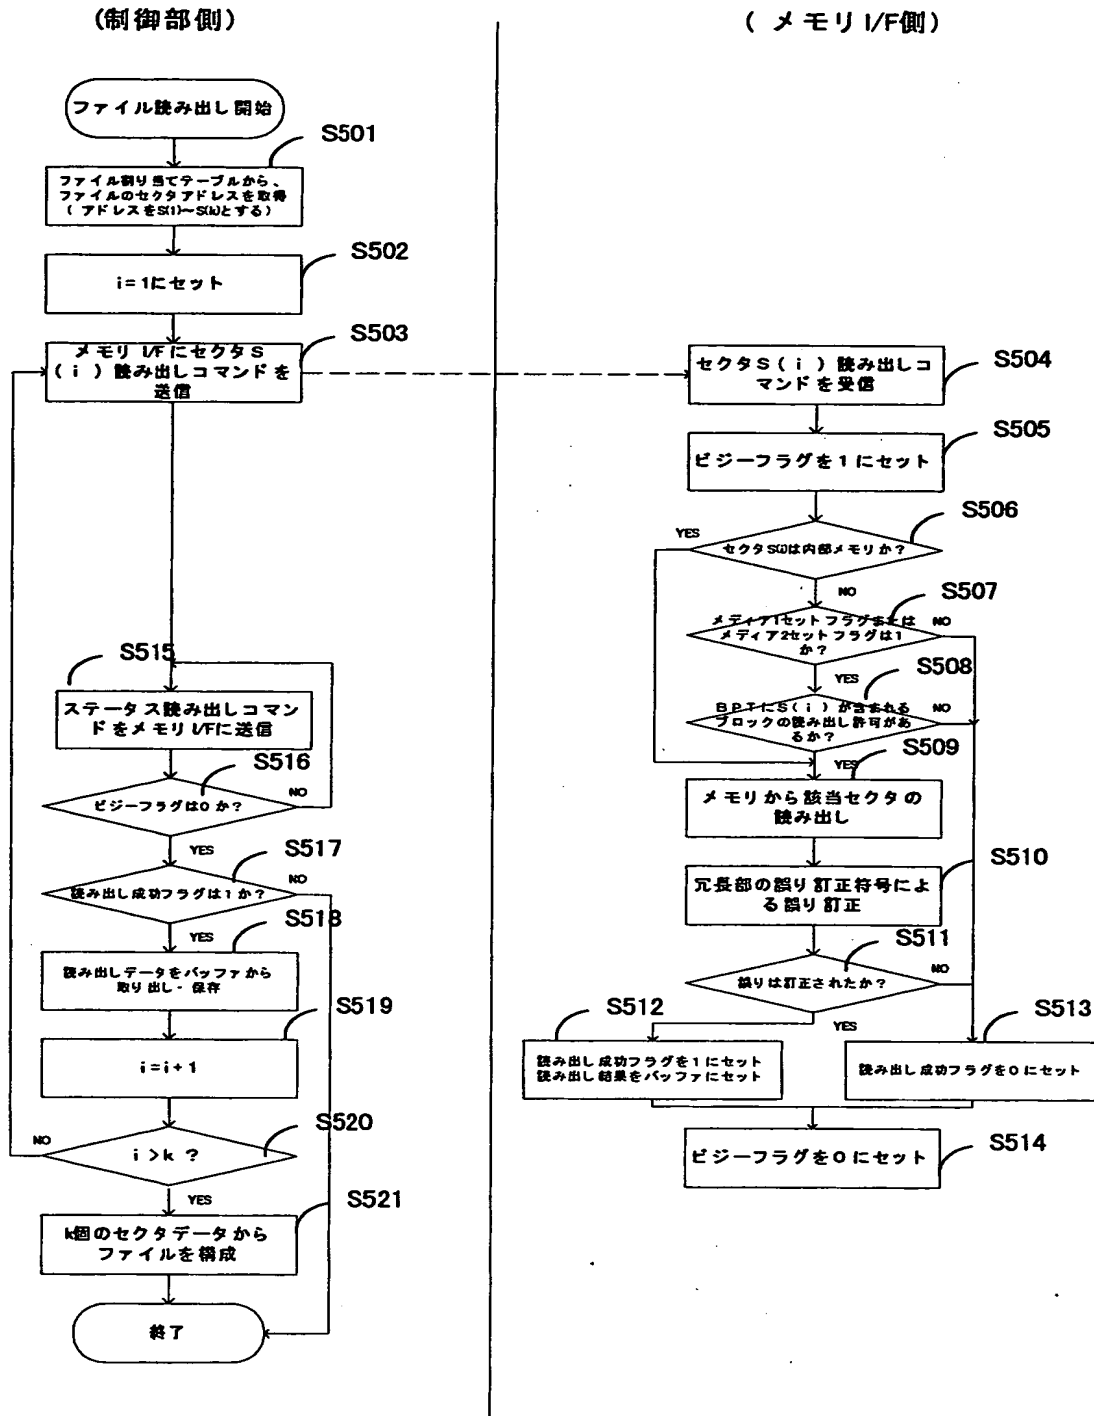 (制御部側)
ファイル読み出し開始
S501
ファイル割り当てテーブルから、
ファイルのセクタアドレスを取得
(アドレスをS(1)～S(k)とする)
S502
i=1にセット
S503
メモリI/FにセクタS
(i)読み出しコマンドを
送信
S515
ステータス読み出しコマン
ドをメモリI/Fに送信
S516
ビジーフラグは0か?
NO
YES
S517
読み出し成功フラグは1か?
NO
YES
S518
読み出しデータをバッファから
取り出し・保存
S519
i=i+1
S520
i>k ?
NO
YES
S521
k個のセクタデータから
ファイルを構成
終了
(メモリI/F側)
S504
セクタS(i)読み出しコ
マンドを受信
S505
ビジーフラグを1にセット
S506
セクタS(i)は内部メモリか?
YES
NO
S507
メディア1セットフラグまたは
メディア2セットフラグは1
か?
NO
YES
S508
BPTにS(i)が含まれる
ブロックの読み出し許可があ
るか?
NO
YES
S509
メモリから該当セクタの
読み出し
S510
冗長部の誤り訂正符号によ
る誤り訂正
S511
誤りは訂正されたか?
NO
YES
S512
読み出し成功フラグを1にセット
読み出し結果をバッファにセット
S513
読み出し成功フラグを0にセット
S514
ビジーフラグを0にセット